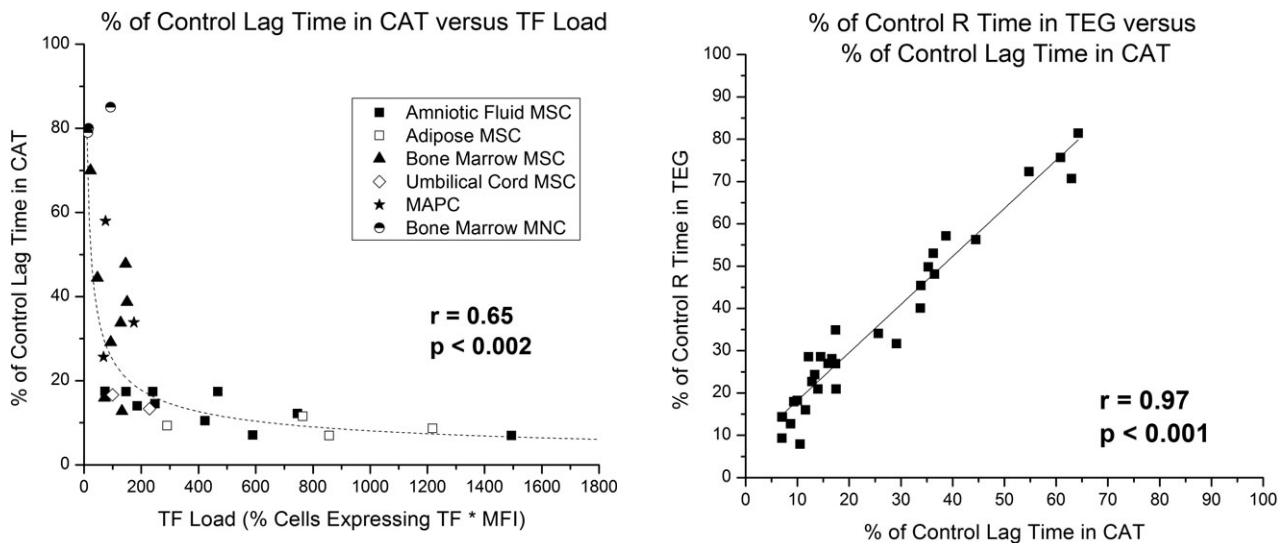 % of Control Lag Time in CAT versus TF Load
% of Control Lag Time in CAT
100
80
60
40
20
0
Amniotic Fluid MSC
Adipose MSC
Bone Marrow MSC
Umbilical Cord MSC
MAPC
Bone Marrow MNC
r = 0.65
p < 0.002
0 200 400 600 800 1000 1200 1400 1600 1800
TF Load (% Cells Expressing TF * MFI)
% of Control R Time in TEG versus
% of Control Lag Time in CAT
% of Control R Time in TEG
100
90
80
70
60
50
40
30
20
10
0
r = 0.97
p < 0.001
0 10 20 30 40 50 60 70 80 90 100
% of Control Lag Time in CAT